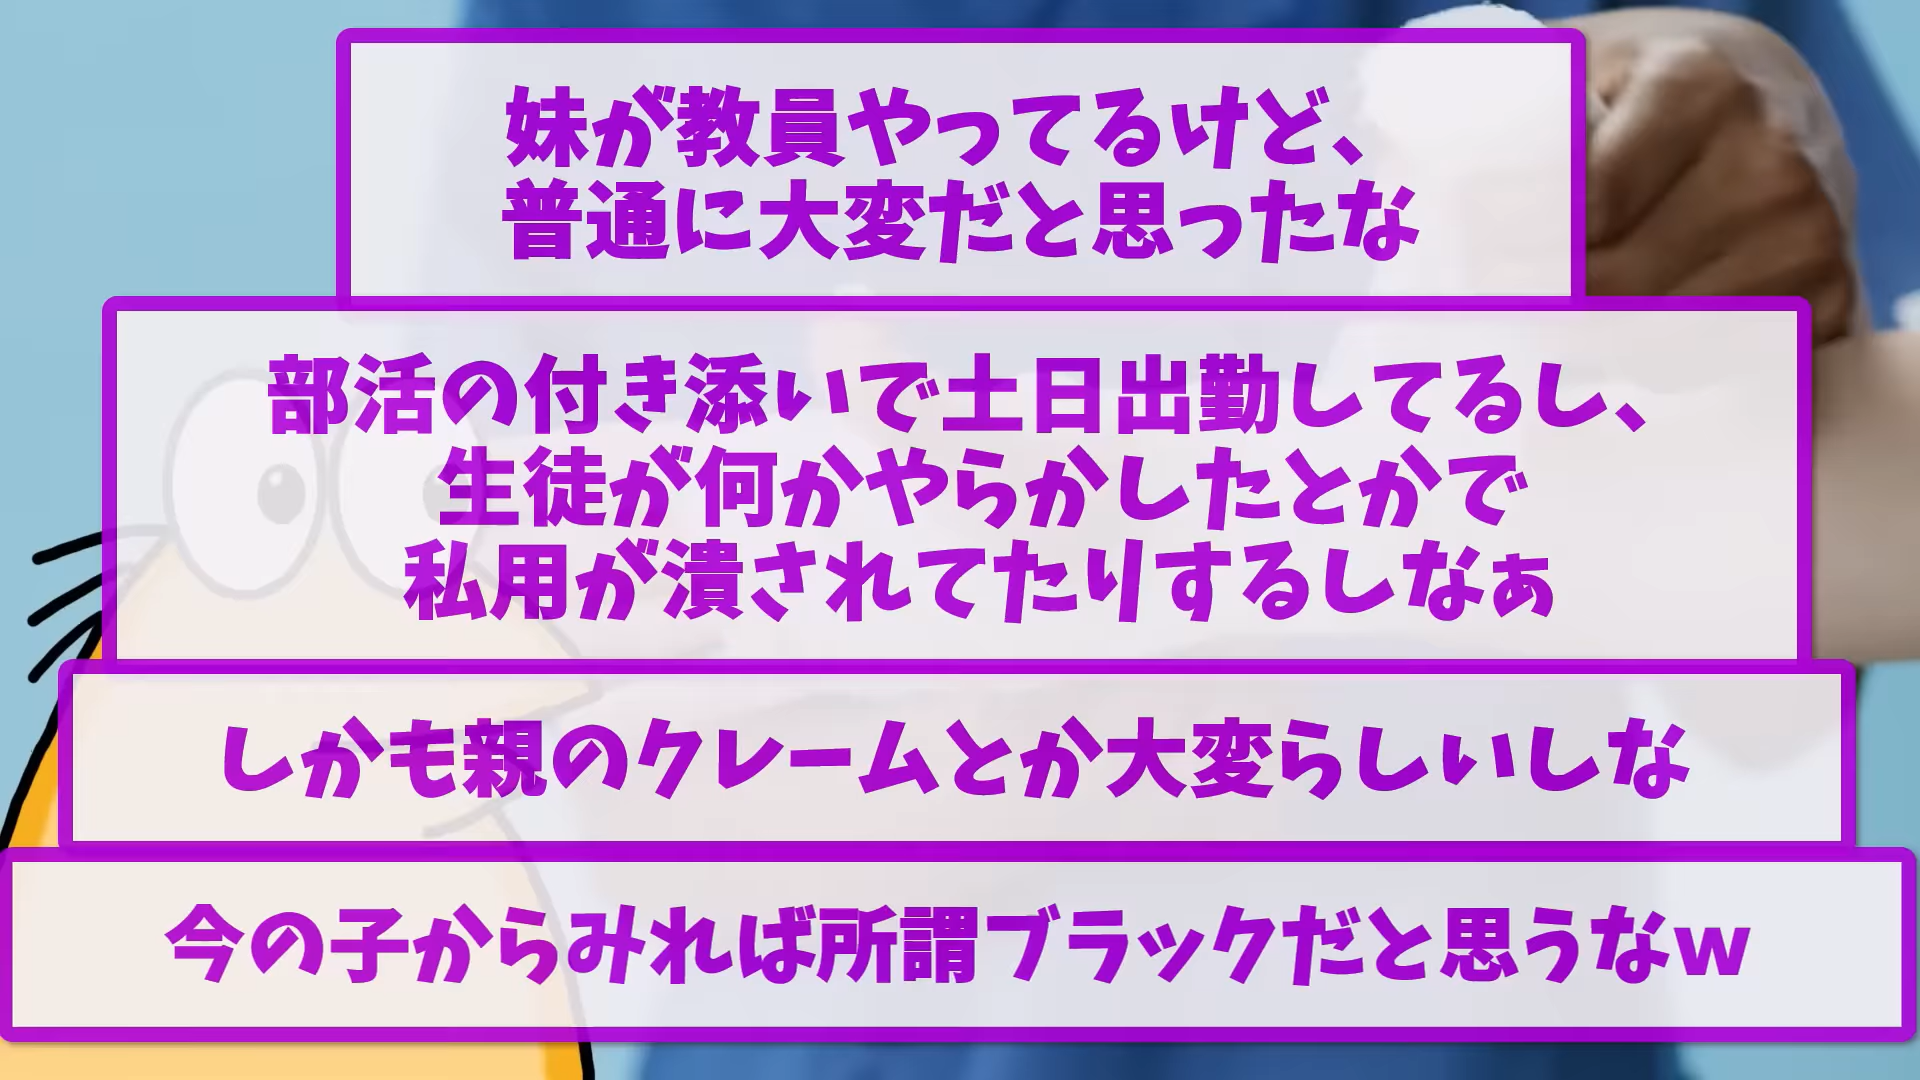 妹が教員やってるけど、
普通に大変だと思ったな
部活の付き添いで土日出勤してるし、
生徒が何かやらかしたとかで
私用が潰されてたりするしなぁ
しかも親のクレームとか大変らしいしな
今の子からみれば所謂ブラックだと思うなw